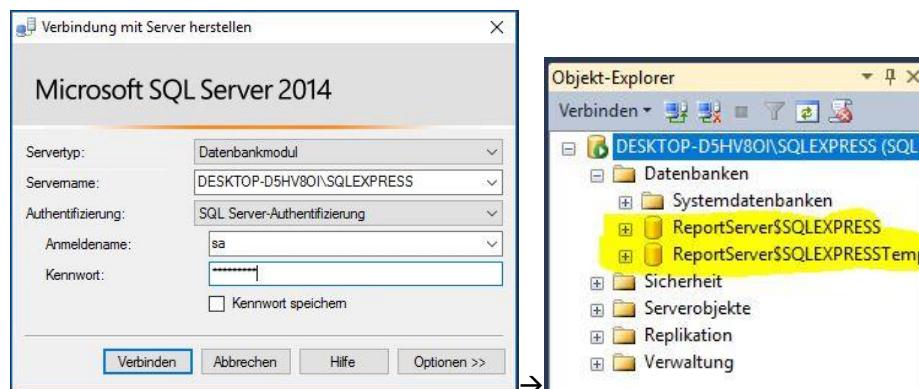 Verbindung mit Server herstellen
Microsoft SQL Server 2014
Servertyp: Datenbankmodul
Servername: DESKTOP-D5HV8OI\SQLEXPRESS
Authentifizierung: SQL Server-Authentifizierung
Anmeldename: sa
Kennwort: *********
Kennwort speichern
Verbinden Abbrechen Hilfe Optionen >>
→
Objekt-Explorer
Verbinden
DESKTOP-D5HV8OI\SQLEXPRESS (SQL
Datenbanken
Systemdatenbanken
ReportServer$SQLEXPRESS
ReportServer$SQLEXPRESSTemp
Sicherheit
Serverobjekte
Replikation
Verwaltung